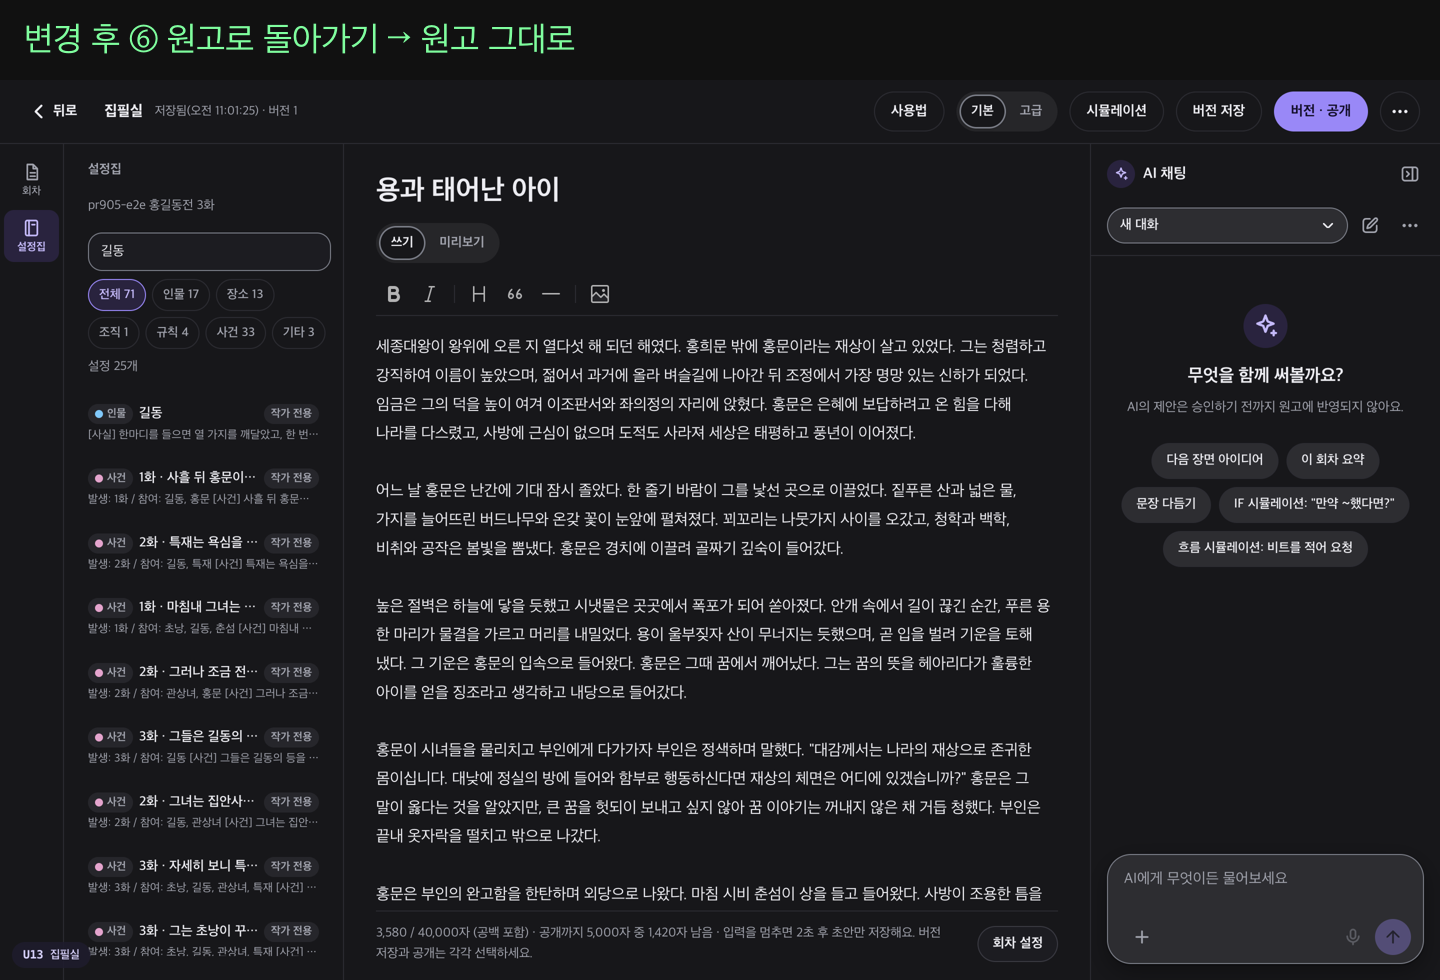 변경 후 ⑥ 원고로 돌아가기 → 원고 그대로
뒤로
집필실
저장됨(오전 11:01:25) · 버전 1
사용법
기본
고급
시뮬레이션
버전 저장
버전 · 공개
회차
설정집
설정집
pr905-e2e 홍길동전 3화
길동
전체 71
인물 17
장소 13
조직 1
규칙 4
사건 33
기타 3
설정 25개
인물 길동 작가 전용
[사실] 한마디를 들으면 열 가지를 깨달았고, 한 번…
사건 1화 · 사흘 뒤 홍문이… 작가 전용
발생: 1화 / 참여: 길동, 홍문 [사건] 사흘 뒤 홍문…
사건 2화 · 특재는 욕심을 … 작가 전용
발생: 2화 / 참여: 길동, 특재 [사건] 특재는 욕심을…
사건 1화 · 마침내 그녀는 … 작가 전용
발생: 1화 / 참여: 초낭, 길동, 춘섬 [사건] 마침내 …
사건 2화 · 그러나 조금 전… 작가 전용
발생: 2화 / 참여: 관상녀, 홍문 [사건] 그러나 조금…
사건 3화 · 그들은 길동의 … 작가 전용
발생: 3화 / 참여: 길동 [사건] 그들은 길동의 등을 …
사건 2화 · 그녀는 집안사… 작가 전용
발생: 2화 / 참여: 길동, 관상녀 [사건] 그녀는 집안…
사건 3화 · 자세히 보니 특… 작가 전용
발생: 3화 / 참여: 초낭, 길동, 관상녀, 특재 [사건] …
사건 3화 · 그는 초낭이 꾸… 작가 전용
발생: 3화 / 참여: 초낭, 길동, 관상녀, 특재 [사건] …
U13 집필실
용과 태어난 아이
쓰기
미리보기
B I H 66 —
세종대왕이 왕위에 오른 지 열다섯 해 되던 해였다. 홍희문 밖에 홍문이라는 재상이 살고 있었다. 그는 청렴하고
강직하여 이름이 높았으며, 젊어서 과거에 올라 벼슬길에 나아간 뒤 조정에서 가장 명망 있는 신하가 되었다.
임금은 그의 덕을 높이 여겨 이조판서와 좌의정의 자리에 앉혔다. 홍문은 은혜에 보답하려고 온 힘을 다해
나라를 다스렸고, 사방에 근심이 없으며 도적도 사라져 세상은 태평하고 풍년이 이어졌다.
어느 날 홍문은 난간에 기대 잠시 졸았다. 한 줄기 바람이 그를 낯선 곳으로 이끌었다. 짙푸른 산과 넓은 물,
가지를 늘어뜨린 버드나무와 온갖 꽃이 눈앞에 펼쳐졌다. 꾀꼬리는 나뭇가지 사이를 오갔고, 청학과 백학,
비취와 공작은 봄빛을 뽐냈다. 홍문은 경치에 이끌려 골짜기 깊숙이 들어갔다.
높은 절벽은 하늘에 닿을 듯했고 시냇물은 곳곳에서 폭포가 되어 쏟아졌다. 안개 속에서 길이 끊긴 순간, 푸른 용
한 마리가 물결을 가르고 머리를 내밀었다. 용이 울부짖자 산이 무너지는 듯했으며, 곧 입을 벌려 기운을 토해
냈다. 그 기운은 홍문의 입속으로 들어왔다. 홍문은 그때 꿈에서 깨어났다. 그는 꿈의 뜻을 헤아리다가 훌륭한
아이를 얻을 징조라고 생각하고 내당으로 들어갔다.
홍문이 시녀들을 물리치고 부인에게 다가가자 부인은 정색하며 말했다. "대감께서는 나라의 재상으로 존귀한
몸이십니다. 대낮에 정실의 방에 들어와 함부로 행동하신다면 재상의 체면은 어디에 있겠습니까?" 홍문은 그
말이 옳다는 것을 알았지만, 큰 꿈을 헛되이 보내고 싶지 않아 꿈 이야기는 꺼내지 않은 채 거듭 청했다. 부인은
끝내 옷자락을 떨치고 밖으로 나갔다.
홍문은 부인의 완고함을 한탄하며 외당으로 나왔다. 마침 시비 춘섬이 상을 들고 들어왔다. 사방이 조용한 틈을
3,580 / 40,000자 (공백 포함) · 공개까지 5,000자 중 1,420자 남음 · 입력을 멈추면 2초 후 초안만 저장해요. 버전
저장과 공개는 각각 선택하세요.
회차 설정
AI 채팅
새 대화
무엇을 함께 써볼까요?
AI의 제안은 승인하기 전까지 원고에 반영되지 않아요.
다음 장면 아이디어
이 회차 요약
문장 다듬기
IF 시뮬레이션: "만약 ~했다면?"
흐름 시뮬레이션: 비트를 적어 요청
AI에게 무엇이든 물어보세요